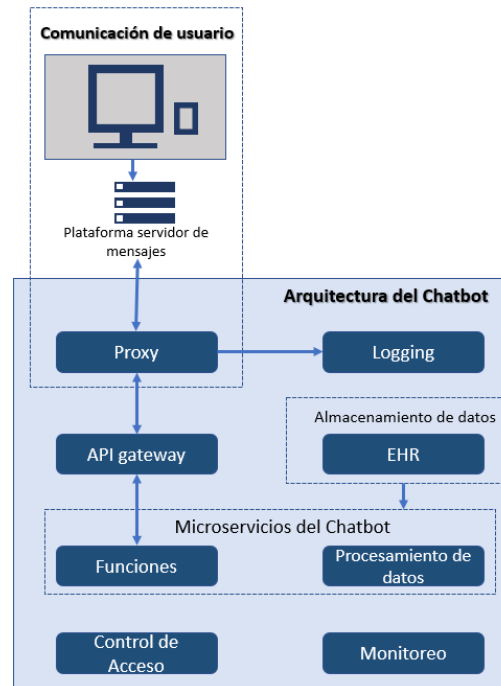 Comunicación de usuario
Plataforma servidor de
mensajes
Arquitectura del Chatbot
Proxy
Logging
Almacenamiento de datos
API gateway
EHR
Microservicios del Chatbot
Funciones
Procesamiento de
datos
Control de
Acceso
Monitoreo